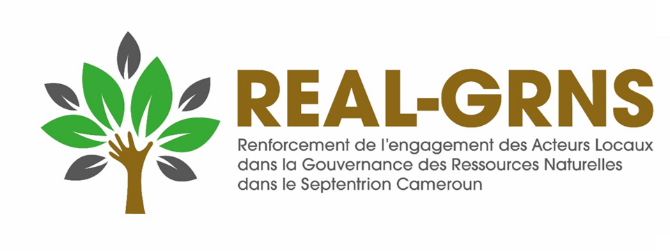 REAL-GRNS
Renforcement de l'engagement des Acteurs Locaux
dans la Gouvernance des Ressources Naturelles
dans le Septentrion Cameroun